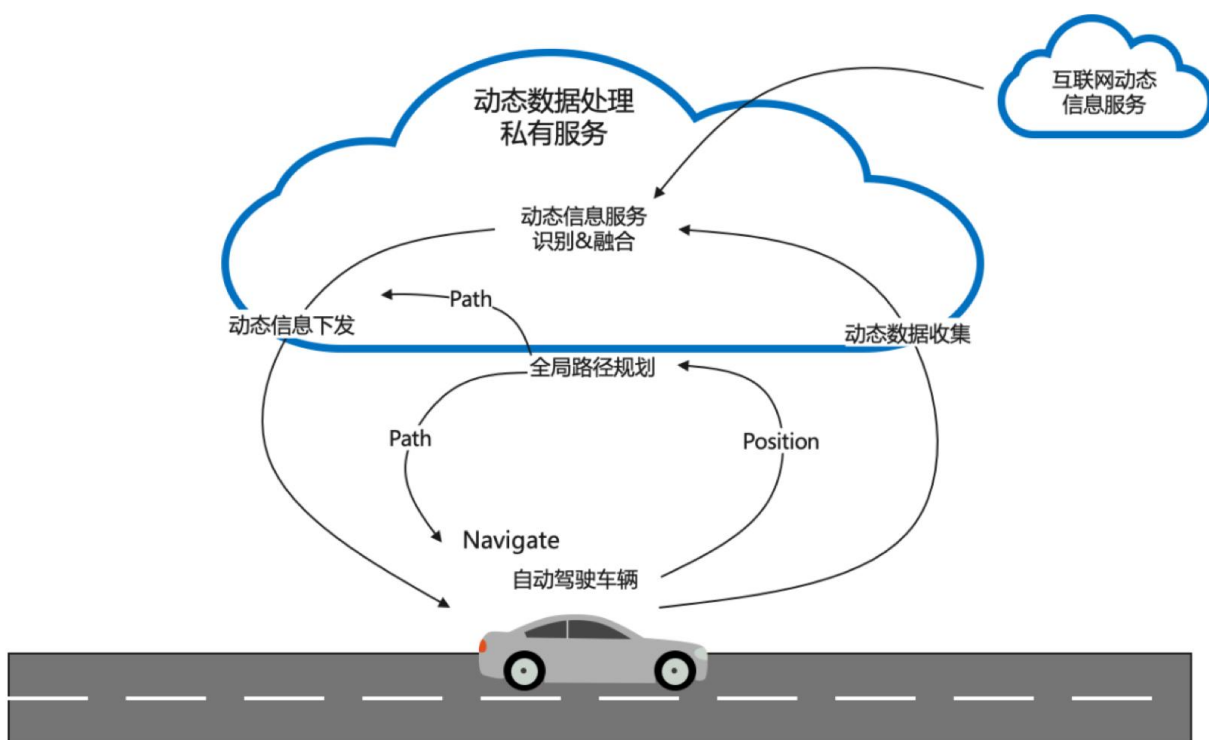 动态数据处理
私有服务
互联网动态
信息服务
动态信息服务
识别&融合
Path
动态信息下发
动态数据收集
全局路径规划
Path
Position
Navigate
自动驾驶车辆